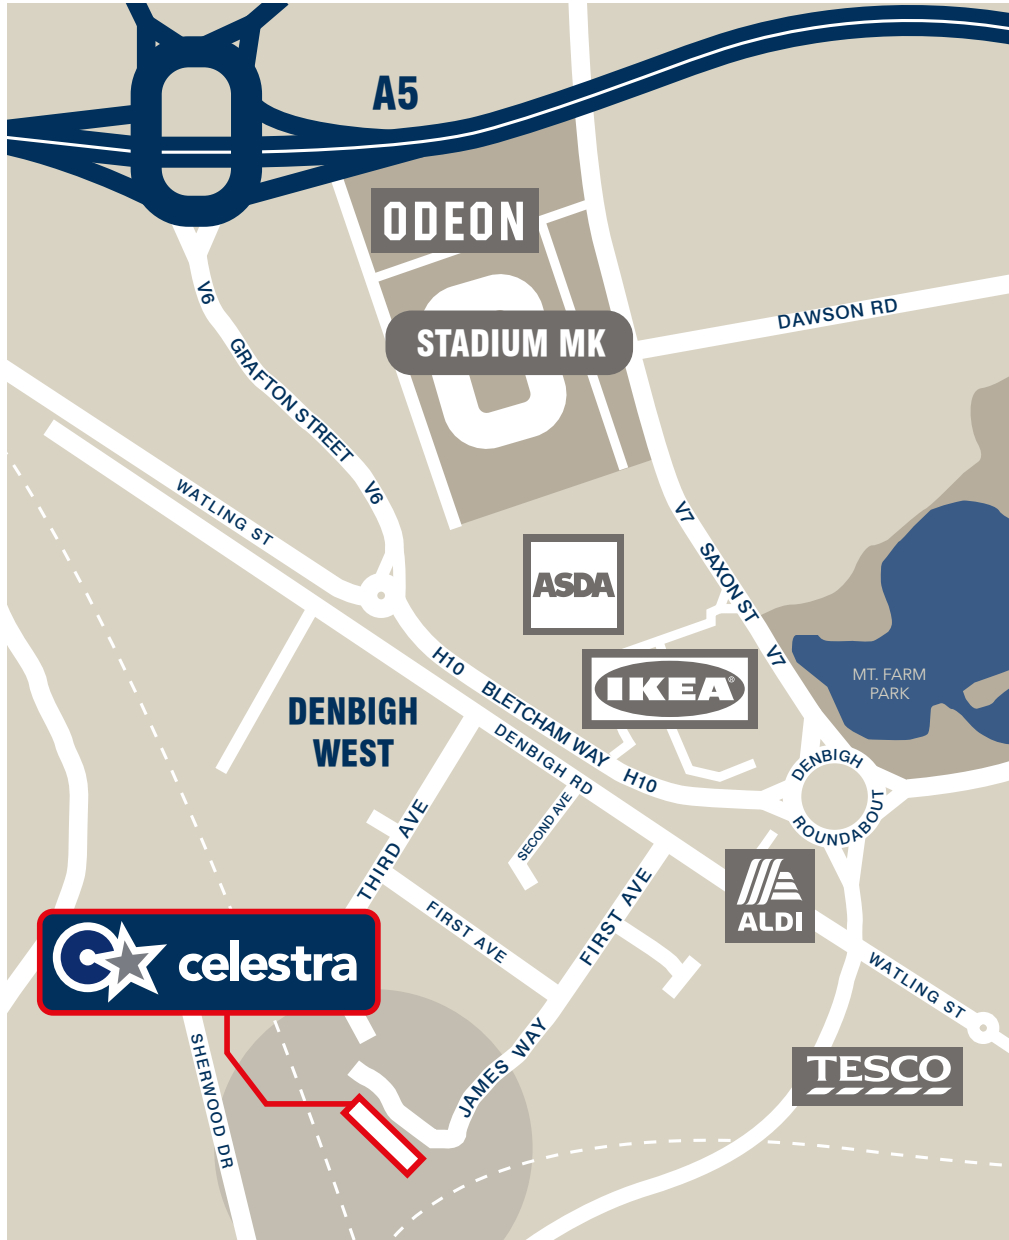 A5
ODEON
V6
STADIUM MK
DAWSON RD
GRAFTON STREET
V6
WATLING ST
V7
SAXON ST
V7
ASDA
IKEA®
H10
BLETCHAM WAY
H10
MT. FARM
PARK
DENBIGH
WEST
DENBIGH RD
DENBIGH
ROUNDABOUT
SECOND AVE
THIRD AVE
FIRST AVE
FIRST AVE
ALDI
celestra
WATLING ST
JAMES WAY
SHERWOOD DR
TESCO